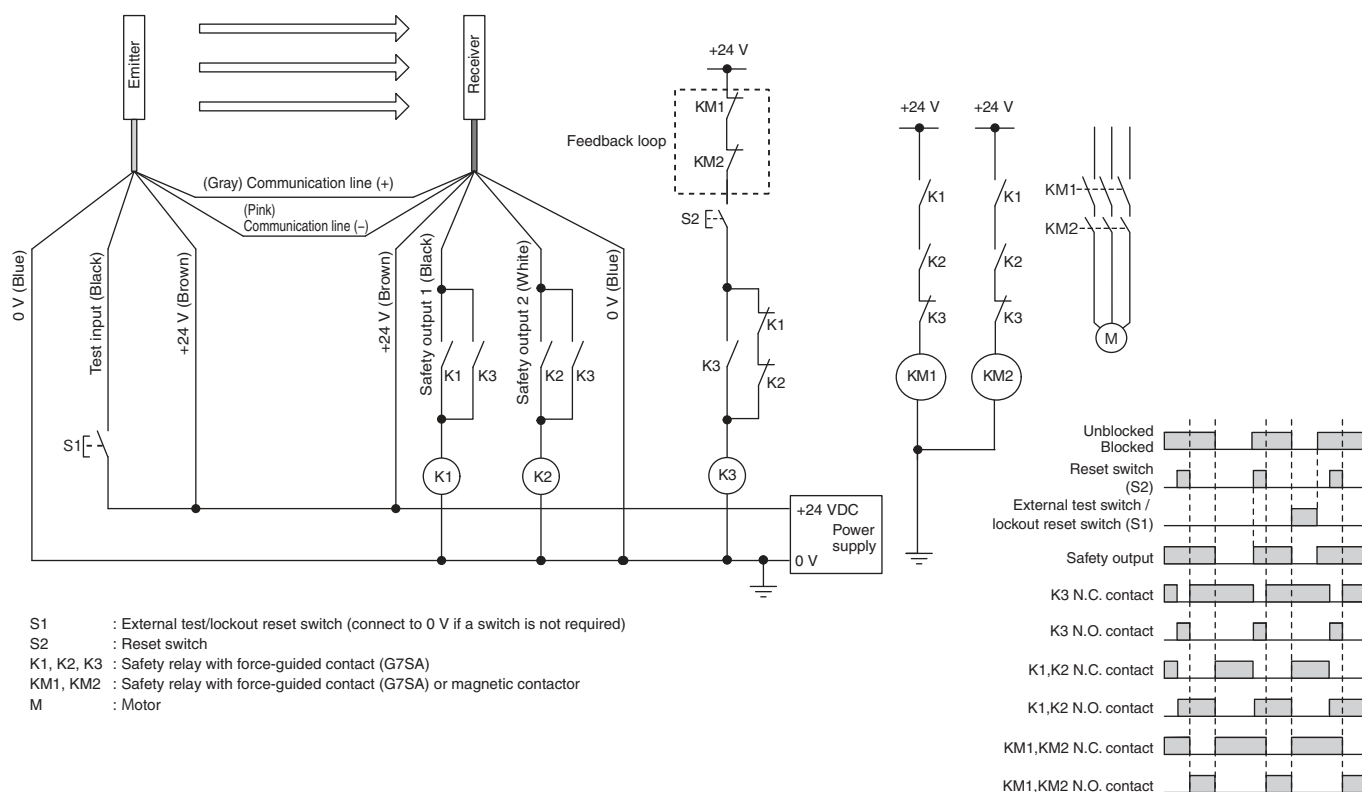 Emitter
Receiver
+24 V
KM1
Feedback loop
KM2
+24 V
+24 V
(Gray) Communication line (+)
(Pink)
Communication line (−)
S2
K1
K1
KM1
KM2
0 V (Blue)
Test input (Black)
+24 V (Brown)
+24 V (Brown)
Safety output 1 (Black)
Safety output 2 (White)
0 V (Blue)
K2
K2
K3
K3
K1
K3
K1
K3
K2
K3
K2
M
KM1
KM2
S1
K1
K2
K3
+24 VDC
Power
supply
0 V
Unblocked
Blocked
Reset switch
(S2)
External test switch /
lockout reset switch (S1)
Safety output
K3 N.C. contact
K3 N.O. contact
K1,K2 N.C. contact
K1,K2 N.O. contact
KM1,KM2 N.C. contact
KM1,KM2 N.O. contact
S1 : External test/lockout reset switch (connect to 0 V if a switch is not required)
S2 : Reset switch
K1, K2, K3 : Safety relay with force-guided contact (G7SA)
KM1, KM2 : Safety relay with force-guided contact (G7SA) or magnetic contactor
M : Motor